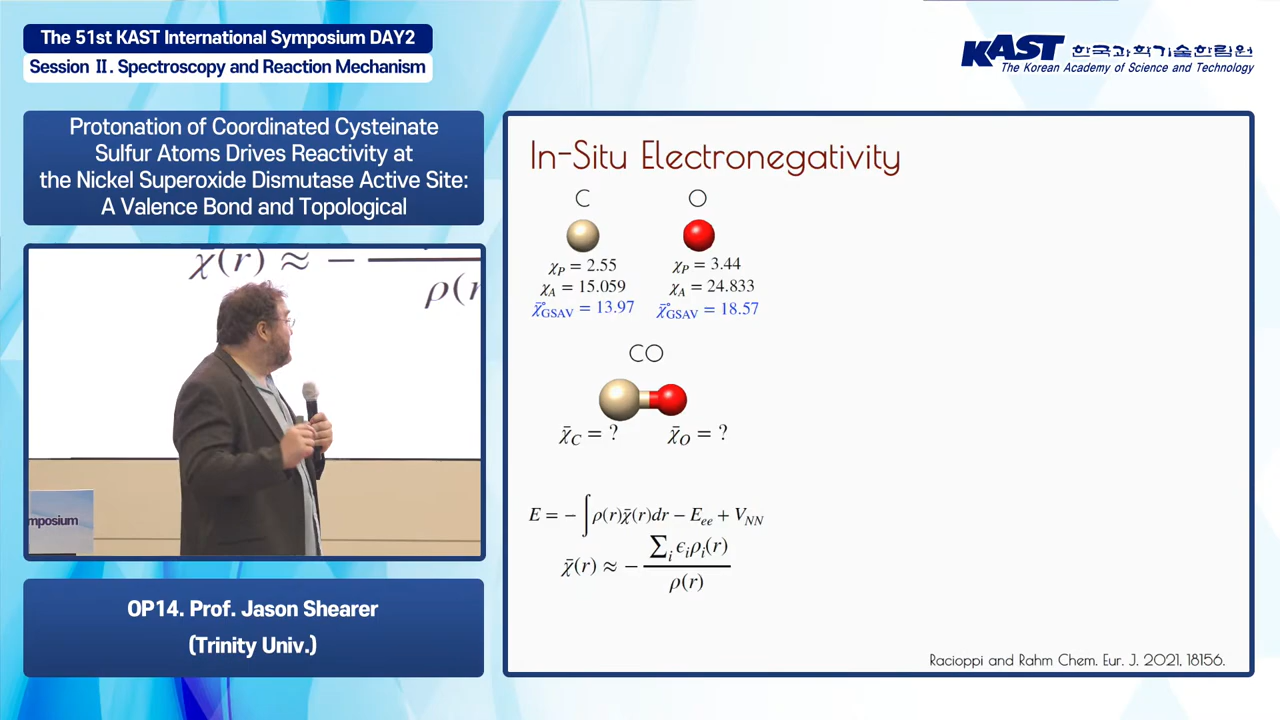 The 51st KAST International Symposium DAY2
Session Ⅱ. Spectroscopy and Reaction Mechanism
KAST 한국과학기술한림원
The Korean Academy of Science and Technology
Protonation of Coordinated Cysteinate
Sulfur Atoms Drives Reactivity at
the Nickel Superoxide Dismutase Active Site:
A Valence Bond and Topological
χ̄(r) ≈ −
ρ(r
mposium
OP14. Prof. Jason Shearer
(Trinity Univ.)
In-Situ Electronegativity
C O
χP = 2.55 χP = 3.44
χA = 15.059 χA = 24.833
χ̄°GSAV = 13.97 χ̄°GSAV = 18.57
CO
χ̄C = ? χ̄O = ?
E = − ∫ρ(r)χ̄(r)dr − Eee + VNN
χ̄(r) ≈ − ∑i ϵiρi(r)
ρ(r)
Racioppi and Rahm Chem. Eur. J. 2021, 18156.